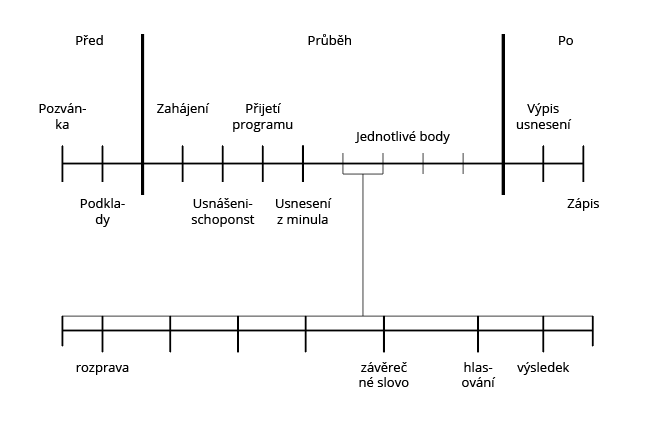 Před
Průběh
Po
Pozván-
ka
Zahájení
Přijetí
programu
Jednotlivé body
Výpis
usnesení
Podkla-
dy
Usnášeni-
schoponst
Usnesení
z minula
Zápis
rozprava
závěreč
né slovo
hlas-
ování
výsledek